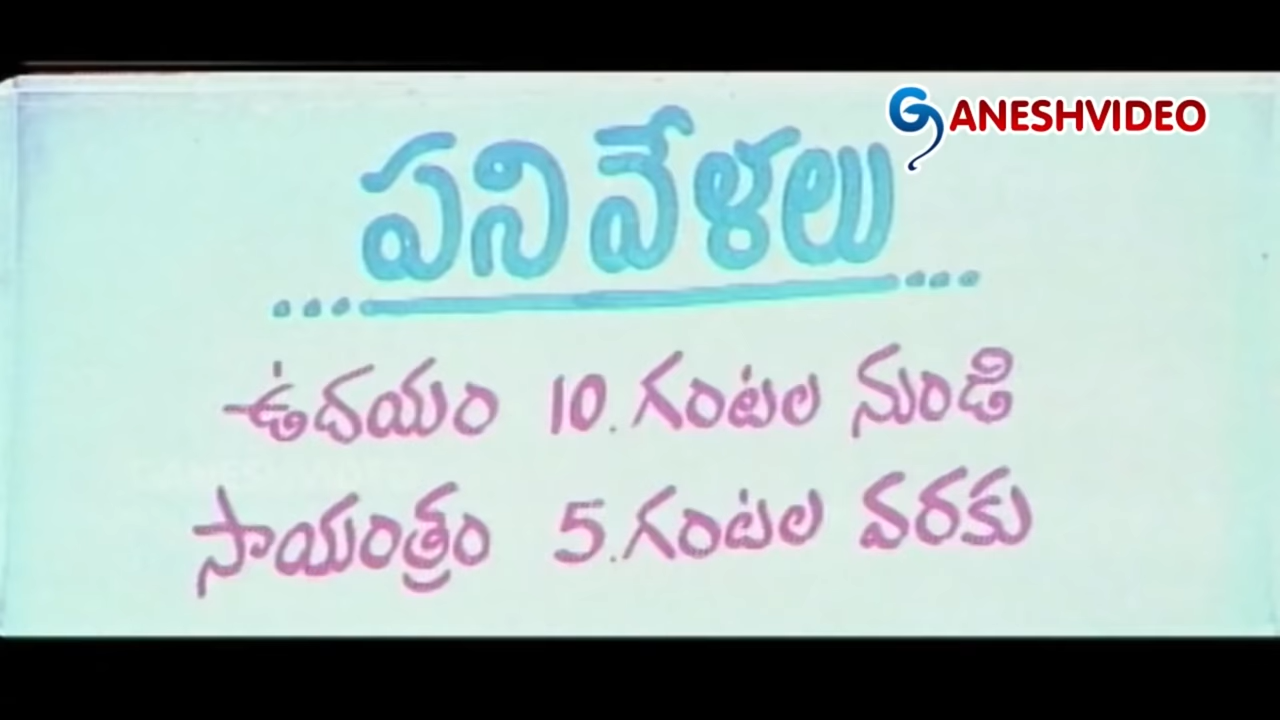 GANESHVIDEO
పని వేళలు
ఉదయం 10. గంటల నుండి
సాయంత్రం 5. గంటల వరకు